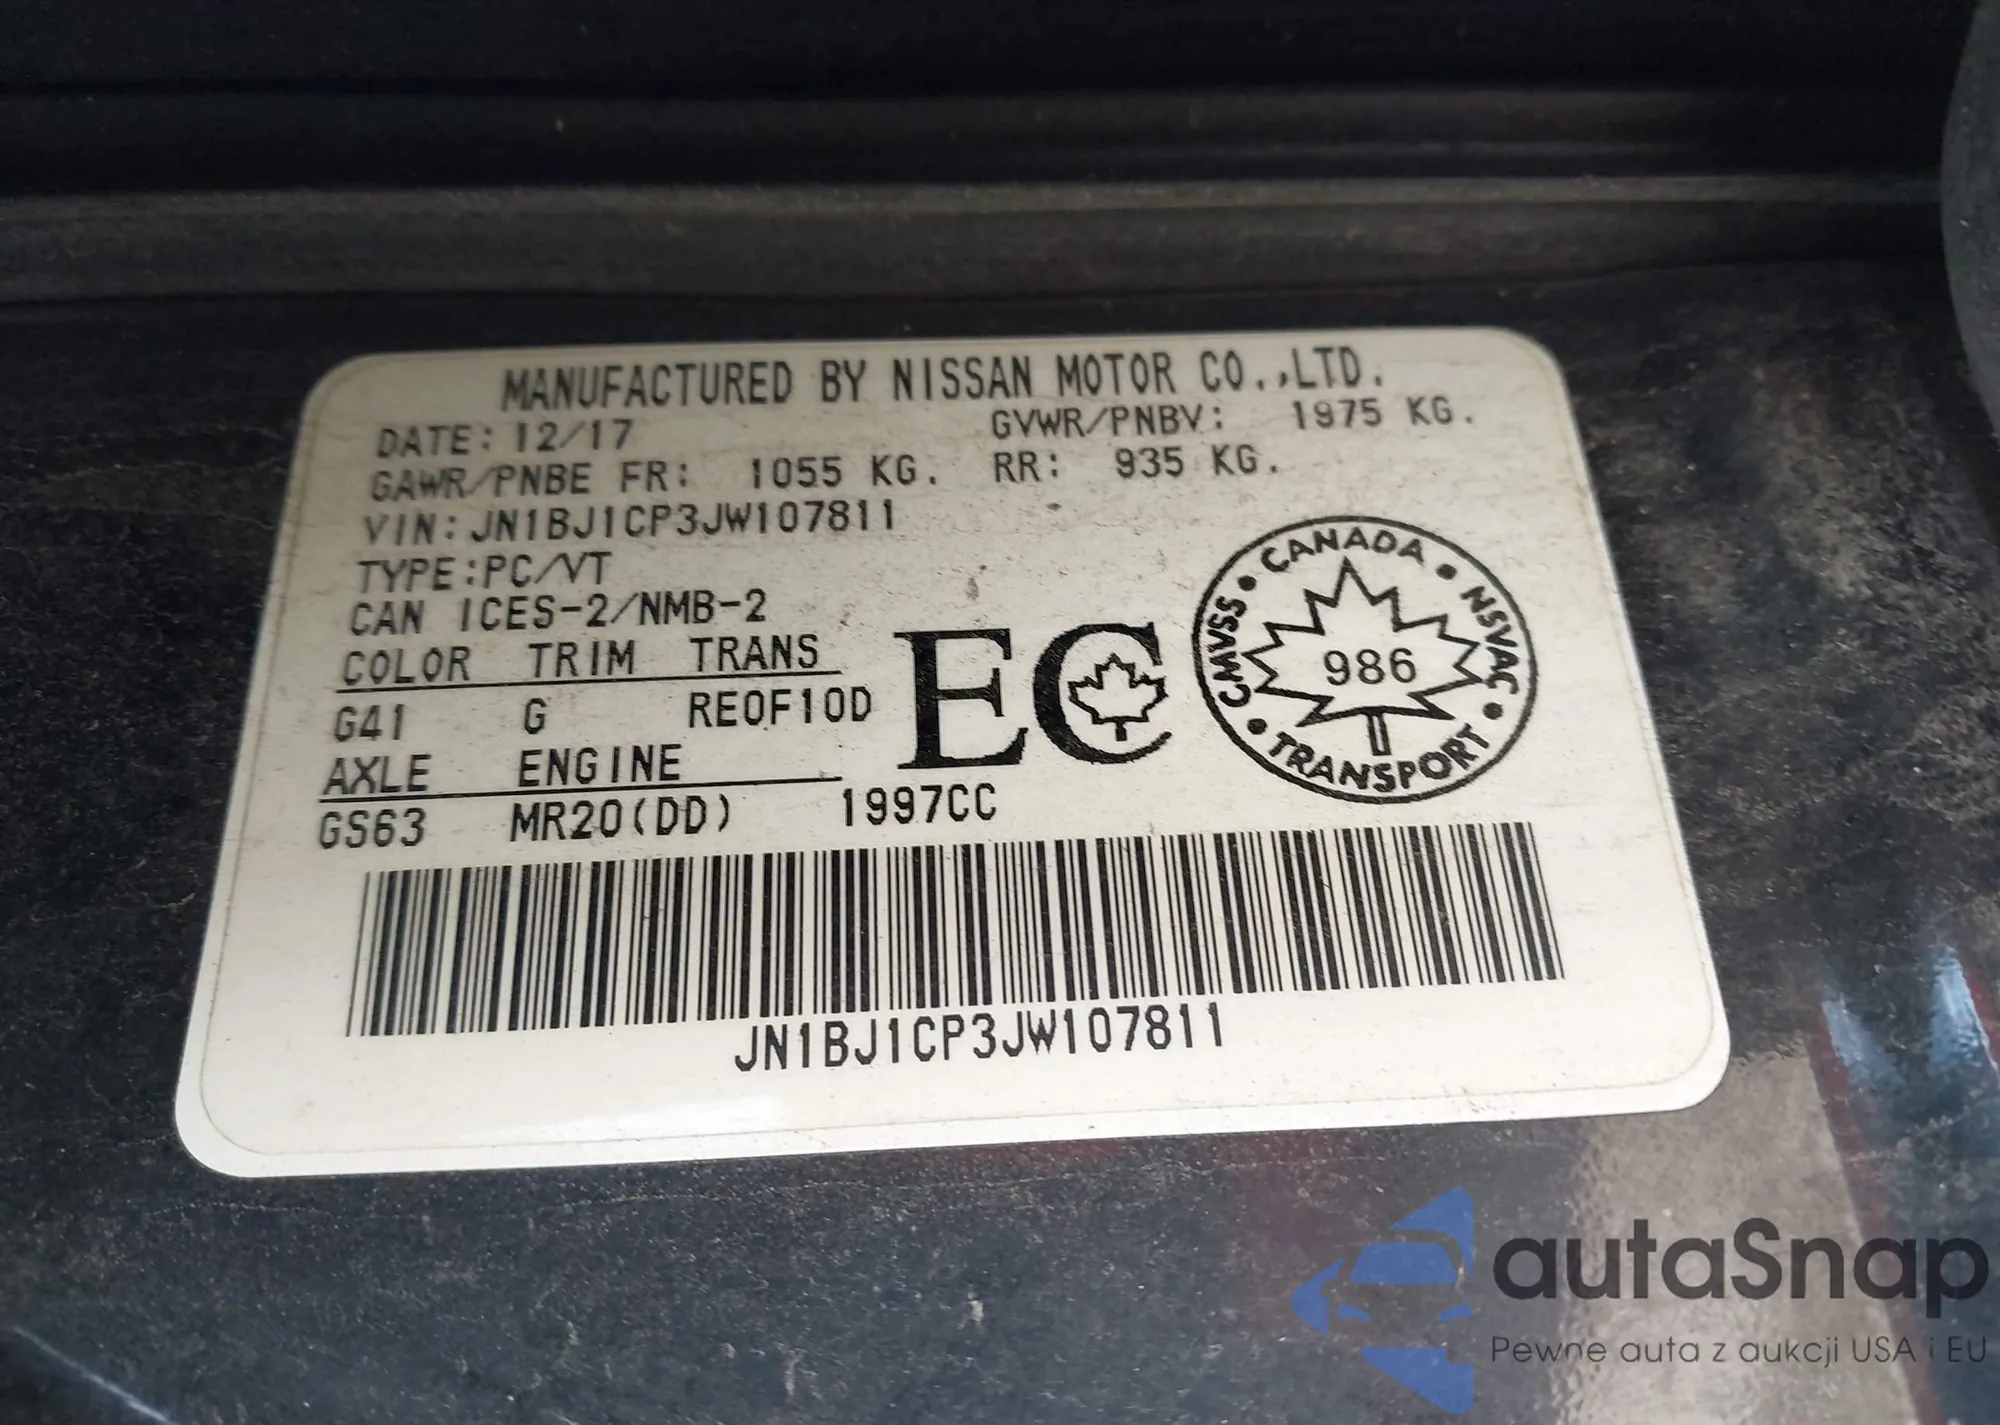 MANUFACTURED BY NISSAN MOTOR CO.,LTD.
DATE: 12/17 GVWR/PNBV: 1975 KG.
GAWR/PNBE FR: 1055 KG. RR: 935 KG.
VIN: JN1BJ1CP3JW107811
TYPE:PC/VT
CAN ICES-2/NMB-2
COLOR TRIM TRANS
G41 G RE0F10D
AXLE ENGINE
GS63 MR20(DD) 1997CC
EC
CANADA • NSVAC • TRANSPORT • CMVSS •
986
JN1BJ1CP3JW107811
autaSnap
Pewne auta z aukcji USA i EU